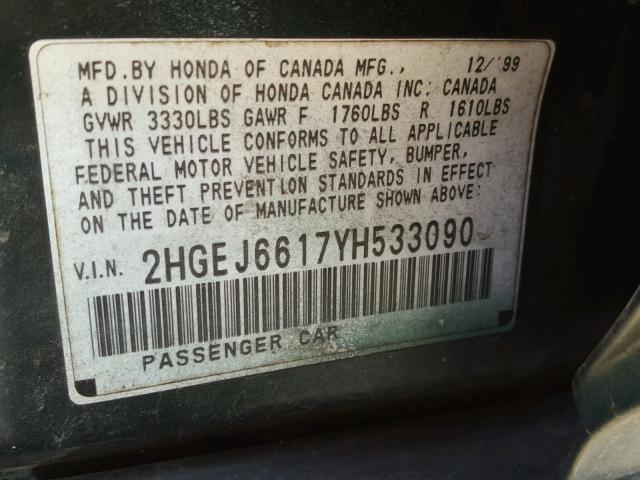 MFD.BY HONDA OF CANADA MFG., 12/'99
A DIVISION OF HONDA CANADA INC. CANADA
GVWR 3330LBS GAWR F 1760LBS R 1610LBS
THIS VEHICLE CONFORMS TO ALL APPLICABLE
FEDERAL MOTOR VEHICLE SAFETY, BUMPER,
AND THEFT PREVENTION STANDARDS IN EFFECT
ON THE DATE OF MANUFACTURE SHOWN ABOVE.
V.I.N. 2HGEJ6617YH533090
PASSENGER CAR